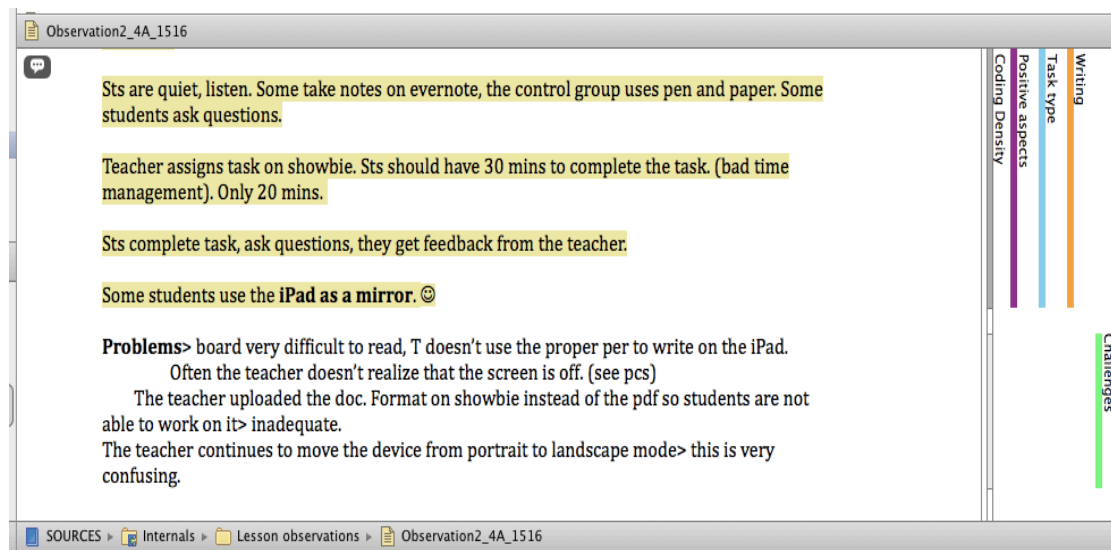 Observation2_4A_1516
Sts are quiet, listen. Some take notes on evernote, the control group uses pen and paper. Some
students ask questions.
Teacher assigns task on showbie. Sts should have 30 mins to complete the task. (bad time
management). Only 20 mins.
Sts complete task, ask questions, they get feedback from the teacher.
Some students use the iPad as a mirror. ☺
Problems> board very difficult to read, T doesn’t use the proper per to write on the iPad.
Often the teacher doesn’t realize that the screen is off. (see pcs)
The teacher uploaded the doc. Format on showbie instead of the pdf so students are not
able to work on it> inadequate.
The teacher continues to move the device from portrait to landscape mode> this is very
confusing.
Coding Density
Positive aspects
Task type
Writing
Challenges
SOURCES ▸ Internals ▸ Lesson observations ▸ Observation2_4A_1516